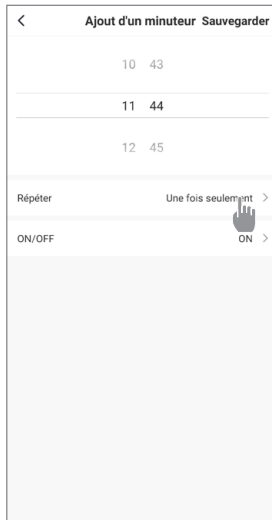 Ajout d'un minuteur Sauvegarder
10 43
11 44
12 45
Répéter Une fois seulement
ON/OFF ON